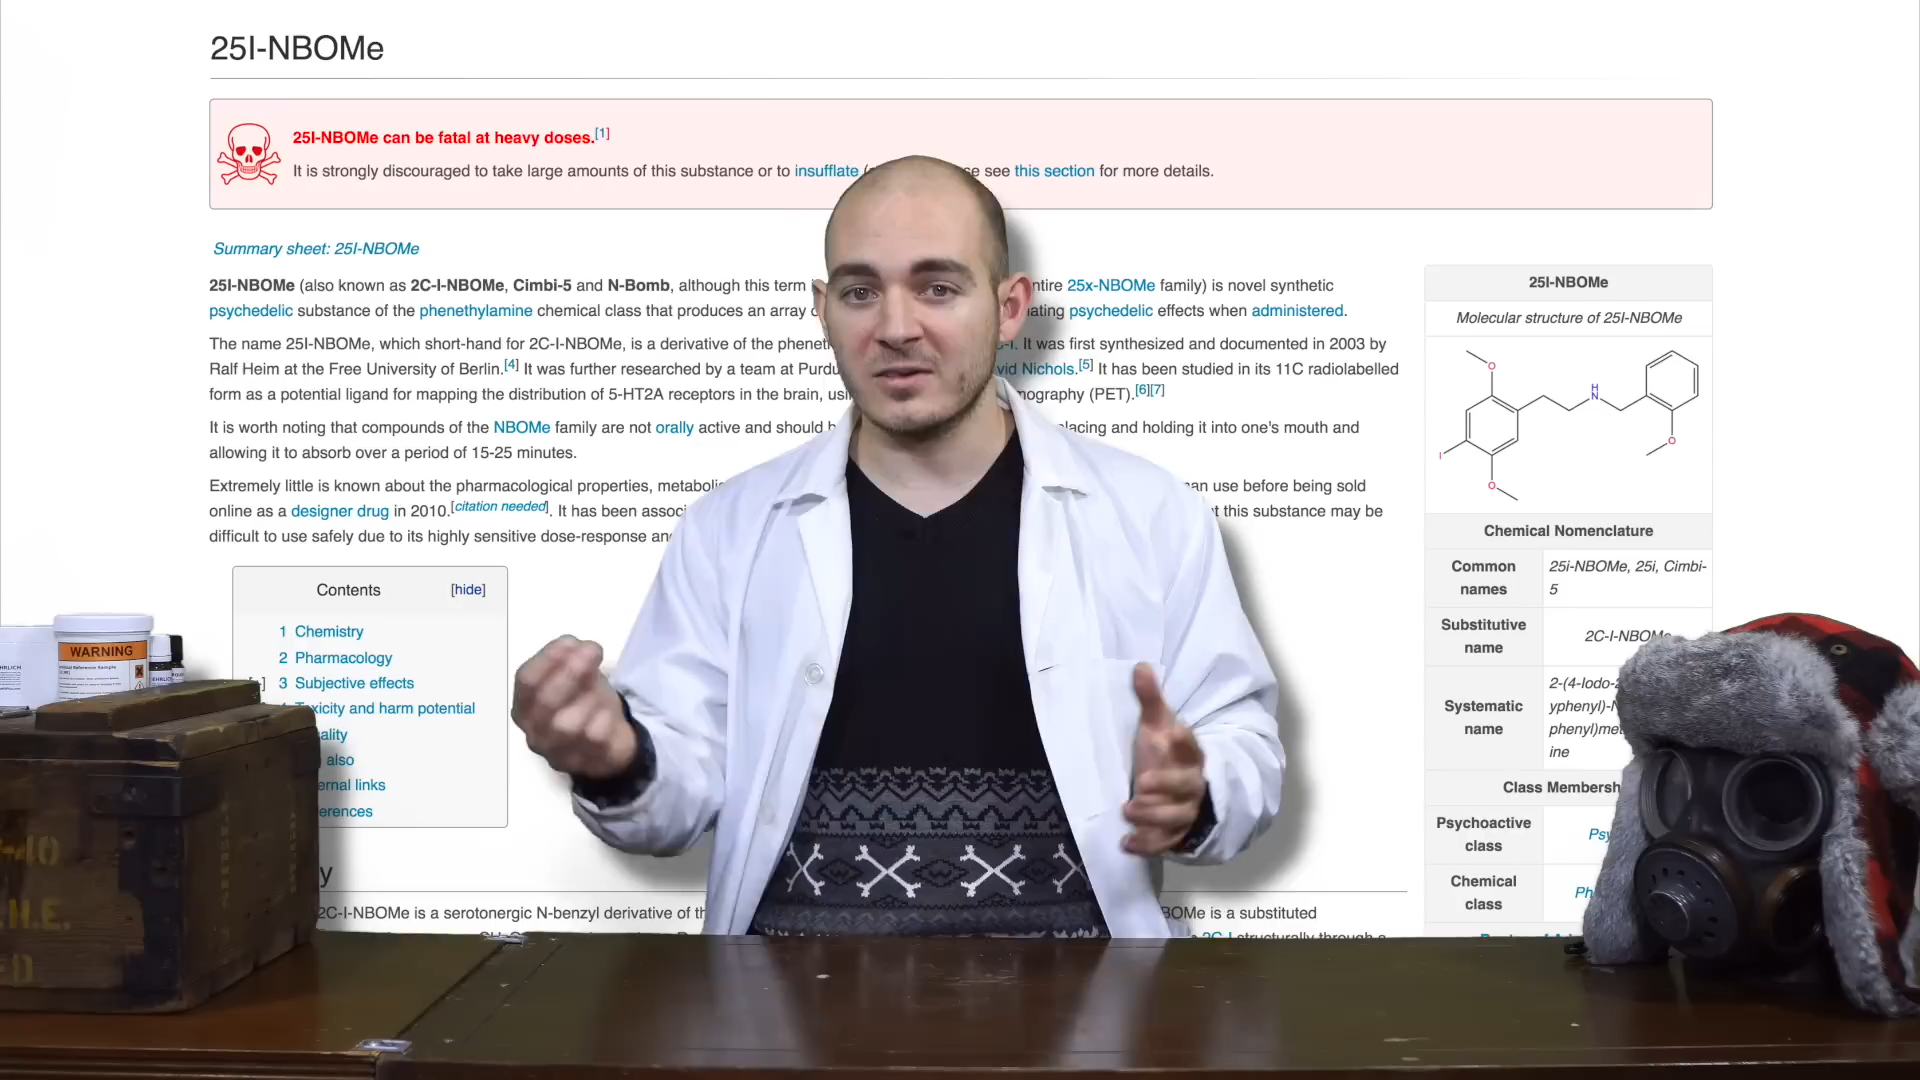 25I-NBOMe
25I-NBOMe can be fatal at heavy doses.[1]
It is strongly discouraged to take large amounts of this substance or to insufflate ( se see this section for more details.
Summary sheet: 25I-NBOMe
25I-NBOMe (also known as 2C-I-NBOMe, Cimbi-5 and N-Bomb, although this term ntire 25x-NBOMe family) is novel synthetic
psychedelic substance of the phenethylamine chemical class that produces an array ating psychedelic effects when administered.
The name 25I-NBOMe, which short-hand for 2C-I-NBOMe, is a derivative of the phenet It was first synthesized and documented in 2003 by
Ralf Heim at the Free University of Berlin.[4] It was further researched by a team at Purdu vid Nichols.[5] It has been studied in its 11C radiolabelled
form as a potential ligand for mapping the distribution of 5-HT2A receptors in the brain, usi nography (PET).[6][7]
It is worth noting that compounds of the NBOMe family are not orally active and should b lacing and holding it into one's mouth and
allowing it to absorb over a period of 15-25 minutes.
Extremely little is known about the pharmacological properties, metabolis an use before being sold
online as a designer drug in 2010.[citation needed]. It has been associ t this substance may be
difficult to use safely due to its highly sensitive dose-response an
Contents [hide]
1 Chemistry
2 Pharmacology
3 Subjective effects
Toxicity and harm potential
ality
also
ernal links
erences
y
2C-I-NBOMe is a serotonergic N-benzyl derivative of th BOMe is a substituted
2C-I structurally through a
25I-NBOMe
Molecular structure of 25I-NBOMe
O
H
N
O
I
O
Chemical Nomenclature
Common names 25i-NBOMe, 25i, Cimbi-
5
Substitutive name 2C-I-NBOMe
Systematic name 2-(4-Iodo-2
yphenyl)-N
phenyl)met
ine
Class Membersh
Psychoactive class Psy
Chemical class Ph
WARNING
EHRLICH
H.E.